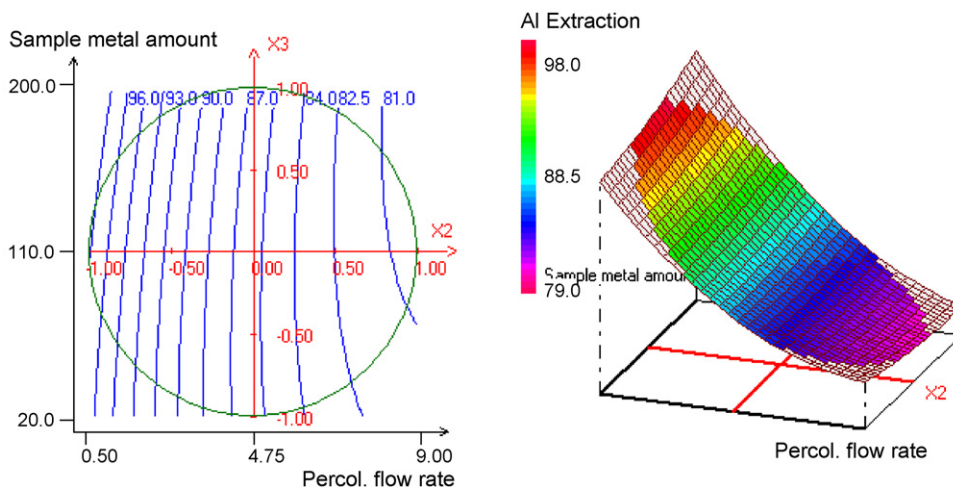 Sample metal amount
X3
200.0
1.00
96.0 93.0 90.0 87.0 84.0 82.5 81.0
0.50
X2
110.0
-1.00 -0.50 0.00 0.50 1.00
-0.50
20.0
-1.00
0.50 4.75 9.00
Percol. flow rate
Al Extraction
98.0
88.5
Sample metal amoun
79.0
X2
Percol. flow rate